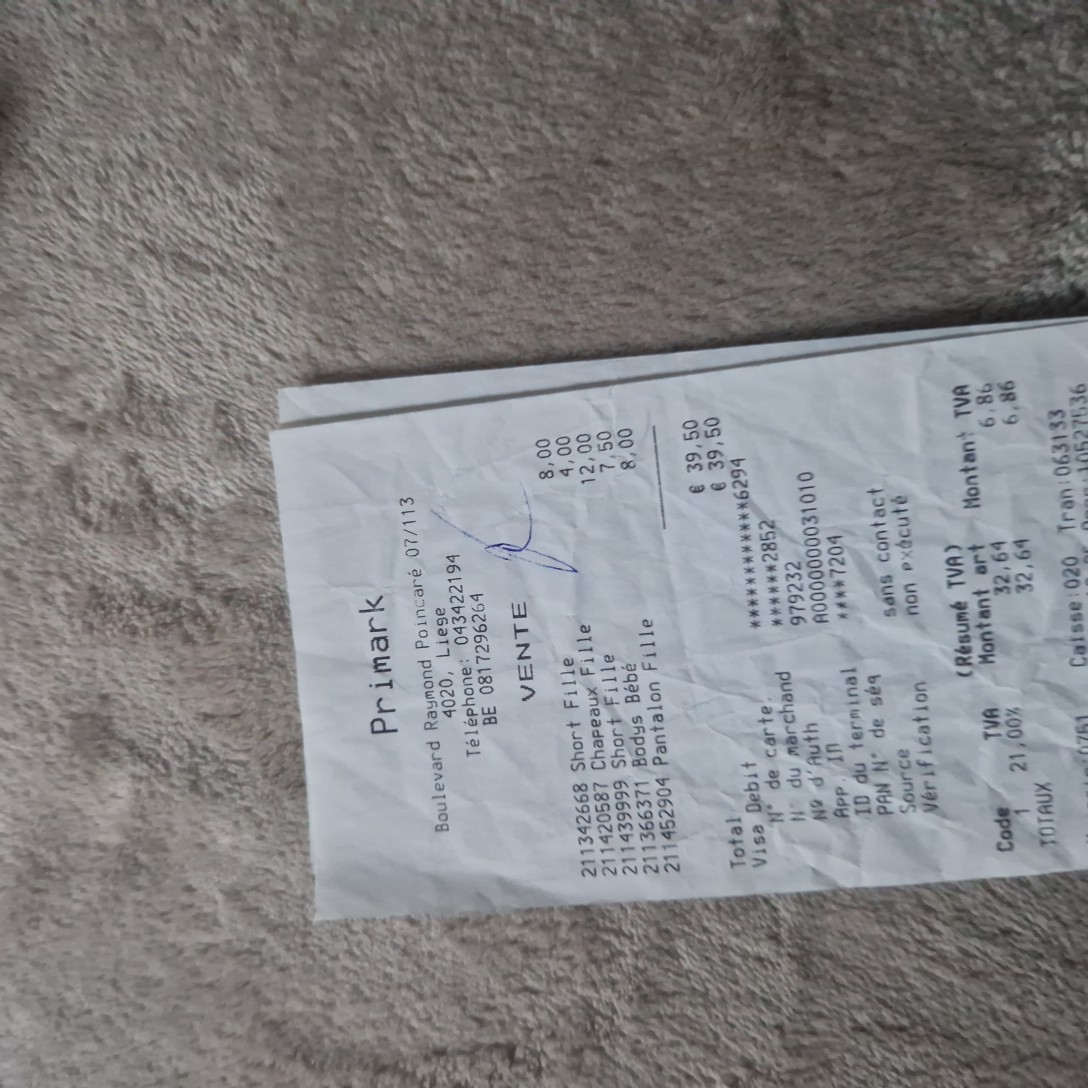 Primark
Boulevard Raymond Poincaré 07/113
4020, Liege
Téléphone: 043422194
BE 0817296264
VENTE
211342668 Short Fille 8,00
211420587 Chapeaux Fille 4,00
211439999 Short Fille 12,00
211366371 Bodys Bébé 7,50
211452904 Pantalon Fille 8,00
Total € 39,50
Visa Debit € 39,50
N° de carte. ************6294
N° du marchand ******2852
Nº d'Auth 979232
App. ID A0000000031010
ID du terminal ****7204
PAN N° de séq
Source sans contact
Vérification non exécuté
(Résumé TVA)
Code TVA Montant art Montant TVA
1 21,00% 32,64 6,86
TOTAUX 32,64 6,86
Caisse:020 Tran:063133